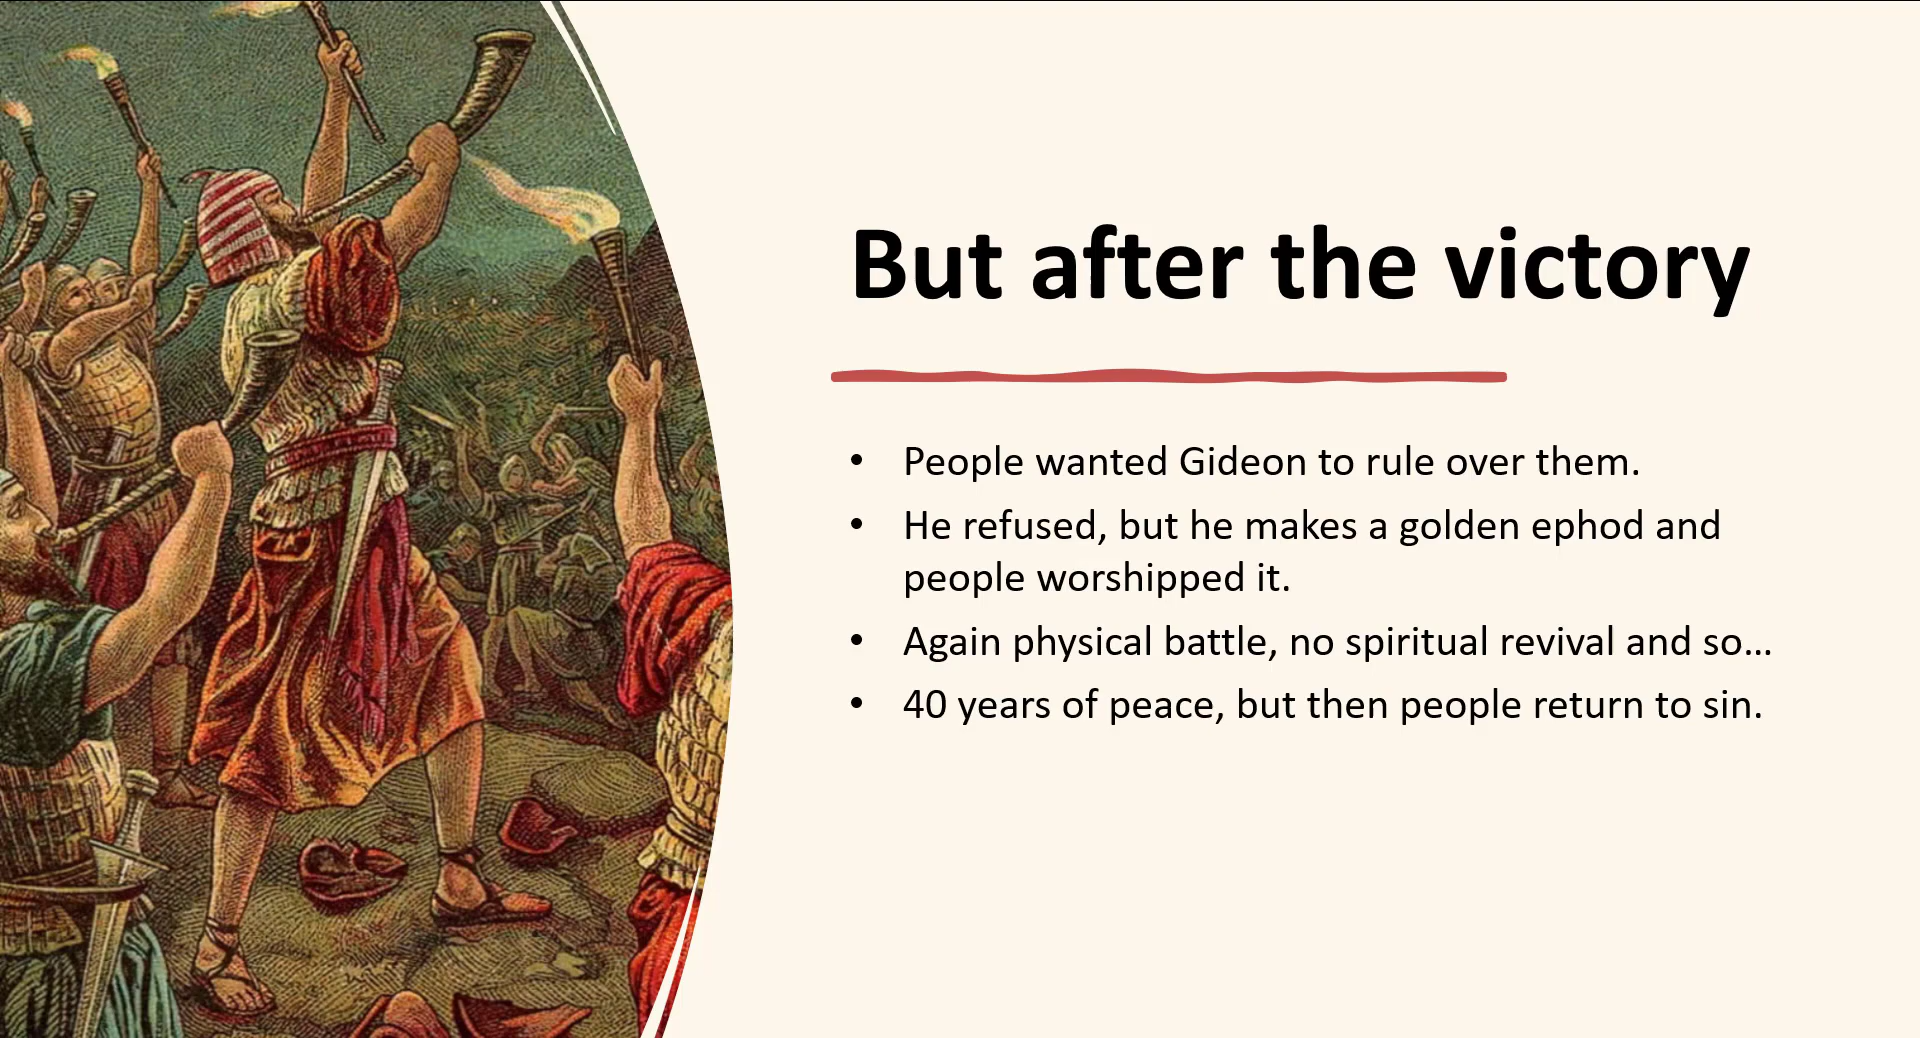 But after the victory
• People wanted Gideon to rule over them.
• He refused, but he makes a golden ephod and
people worshipped it.
• Again physical battle, no spiritual revival and so...
• 40 years of peace, but then people return to sin.